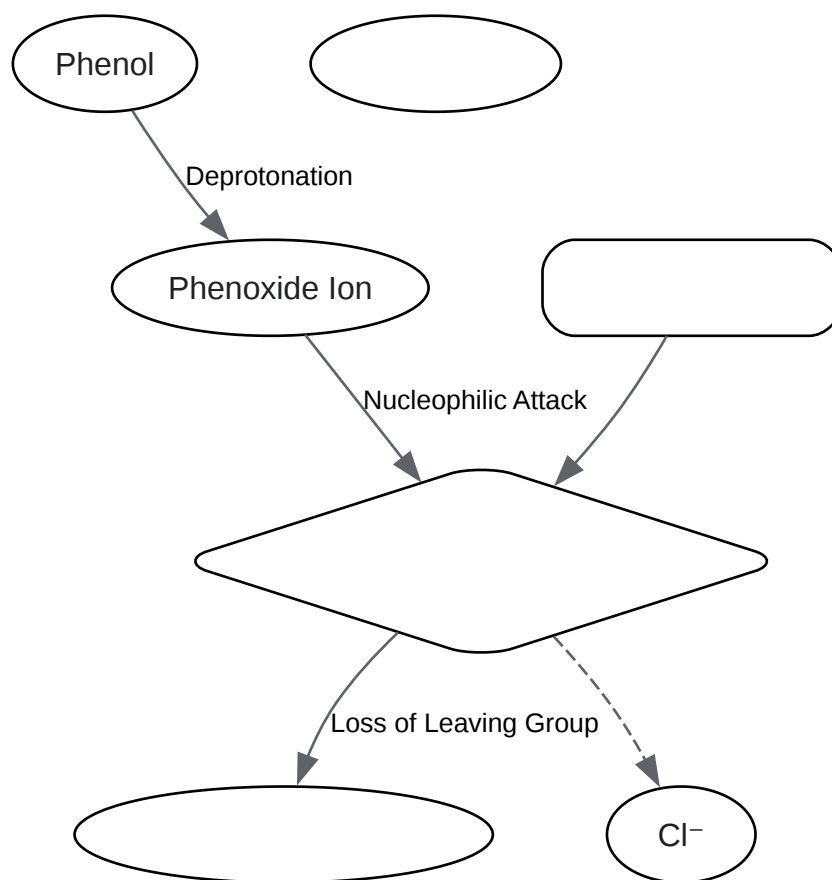 Phenol
Deprotonation
Phenoxide Ion
Nucleophilic Attack
Loss of Leaving Group
Cl⁻